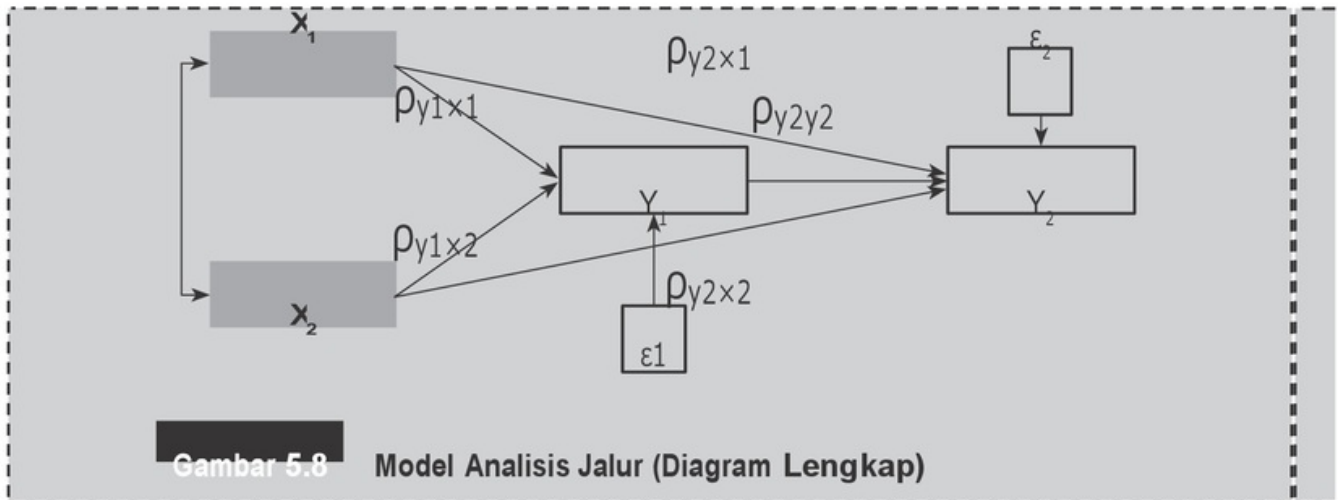 X₁
ρy2×1
ε₂
ρy1×1
ρy2y2
Y₁
Y₂
ρy1×2
ρy2×2
X₂
ε1
Gambar 5.8 Model Analisis Jalur (Diagram Lengkap)